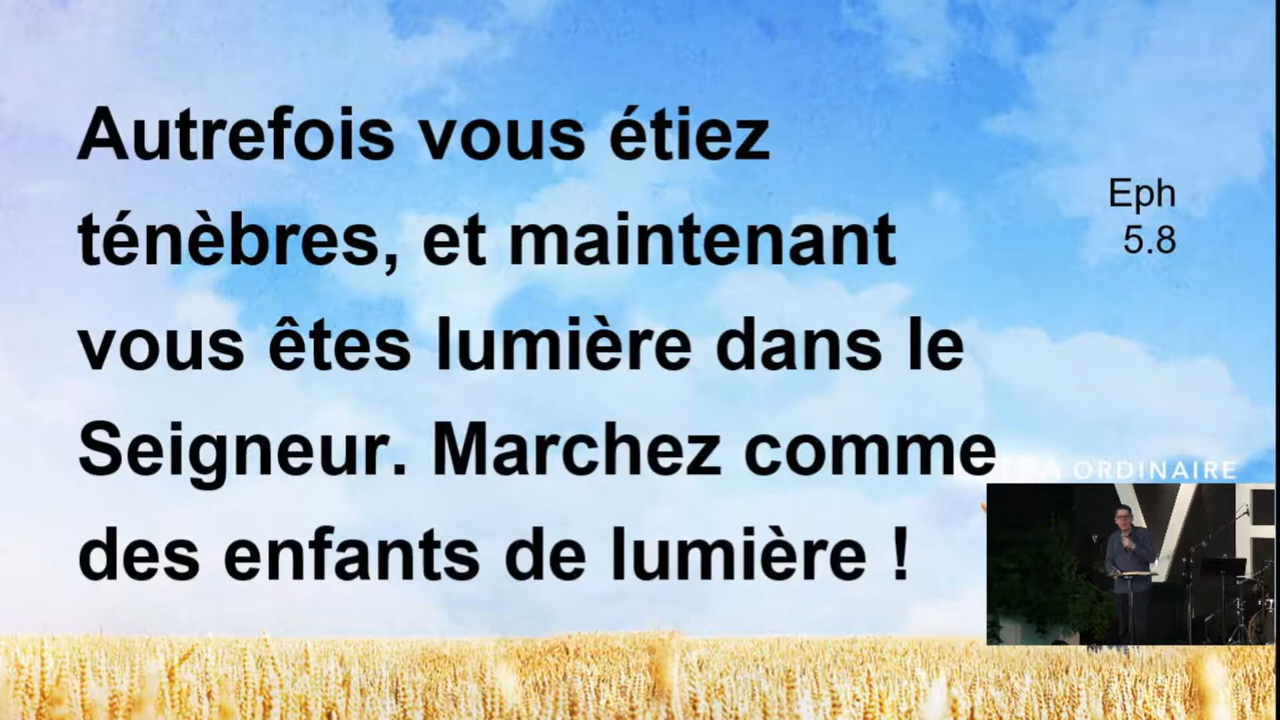 Autrefois vous étiez
ténèbres, et maintenant
vous êtes lumière dans le
Seigneur. Marchez comme
des enfants de lumière !
Eph
5.8
ORDINAIRE